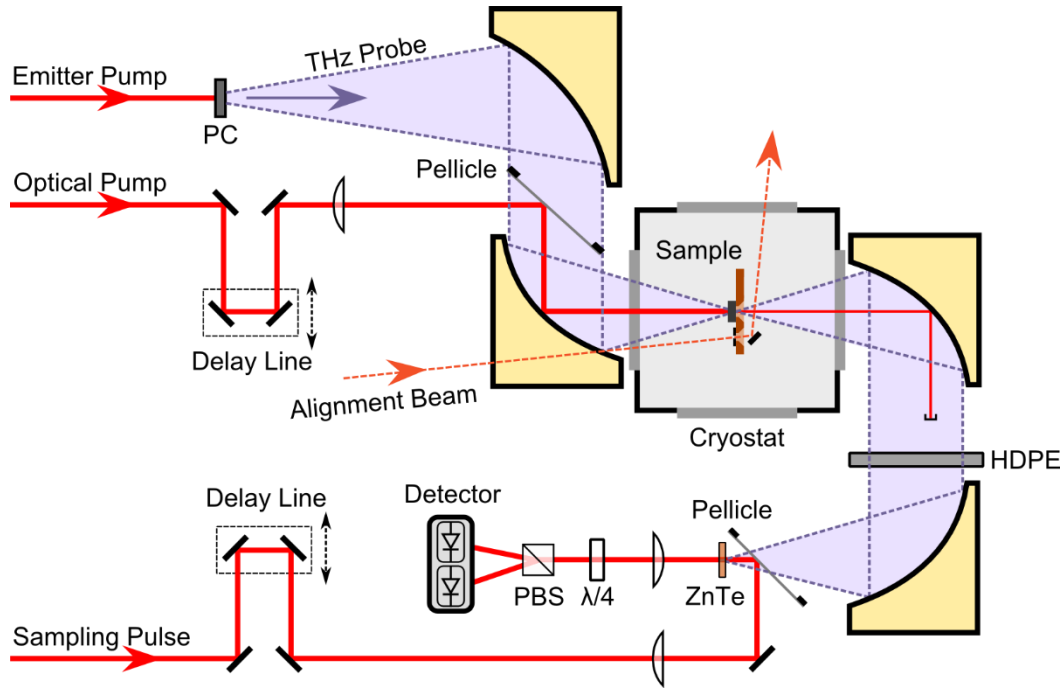 THz Probe
Emitter Pump
PC
Optical Pump
Pellicle
Sample
Delay Line
Alignment Beam
Cryostat
HDPE
Delay Line
Detector
Pellicle
PBS
λ/4
ZnTe
Sampling Pulse